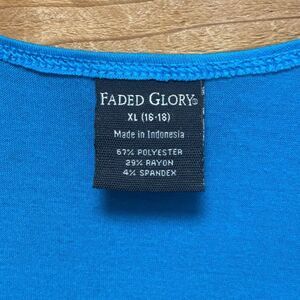 FADED GLORY®
XL (16-18)
Made in Indonesia
67% POLYESTER
29% RAYON
4% SPANDEX